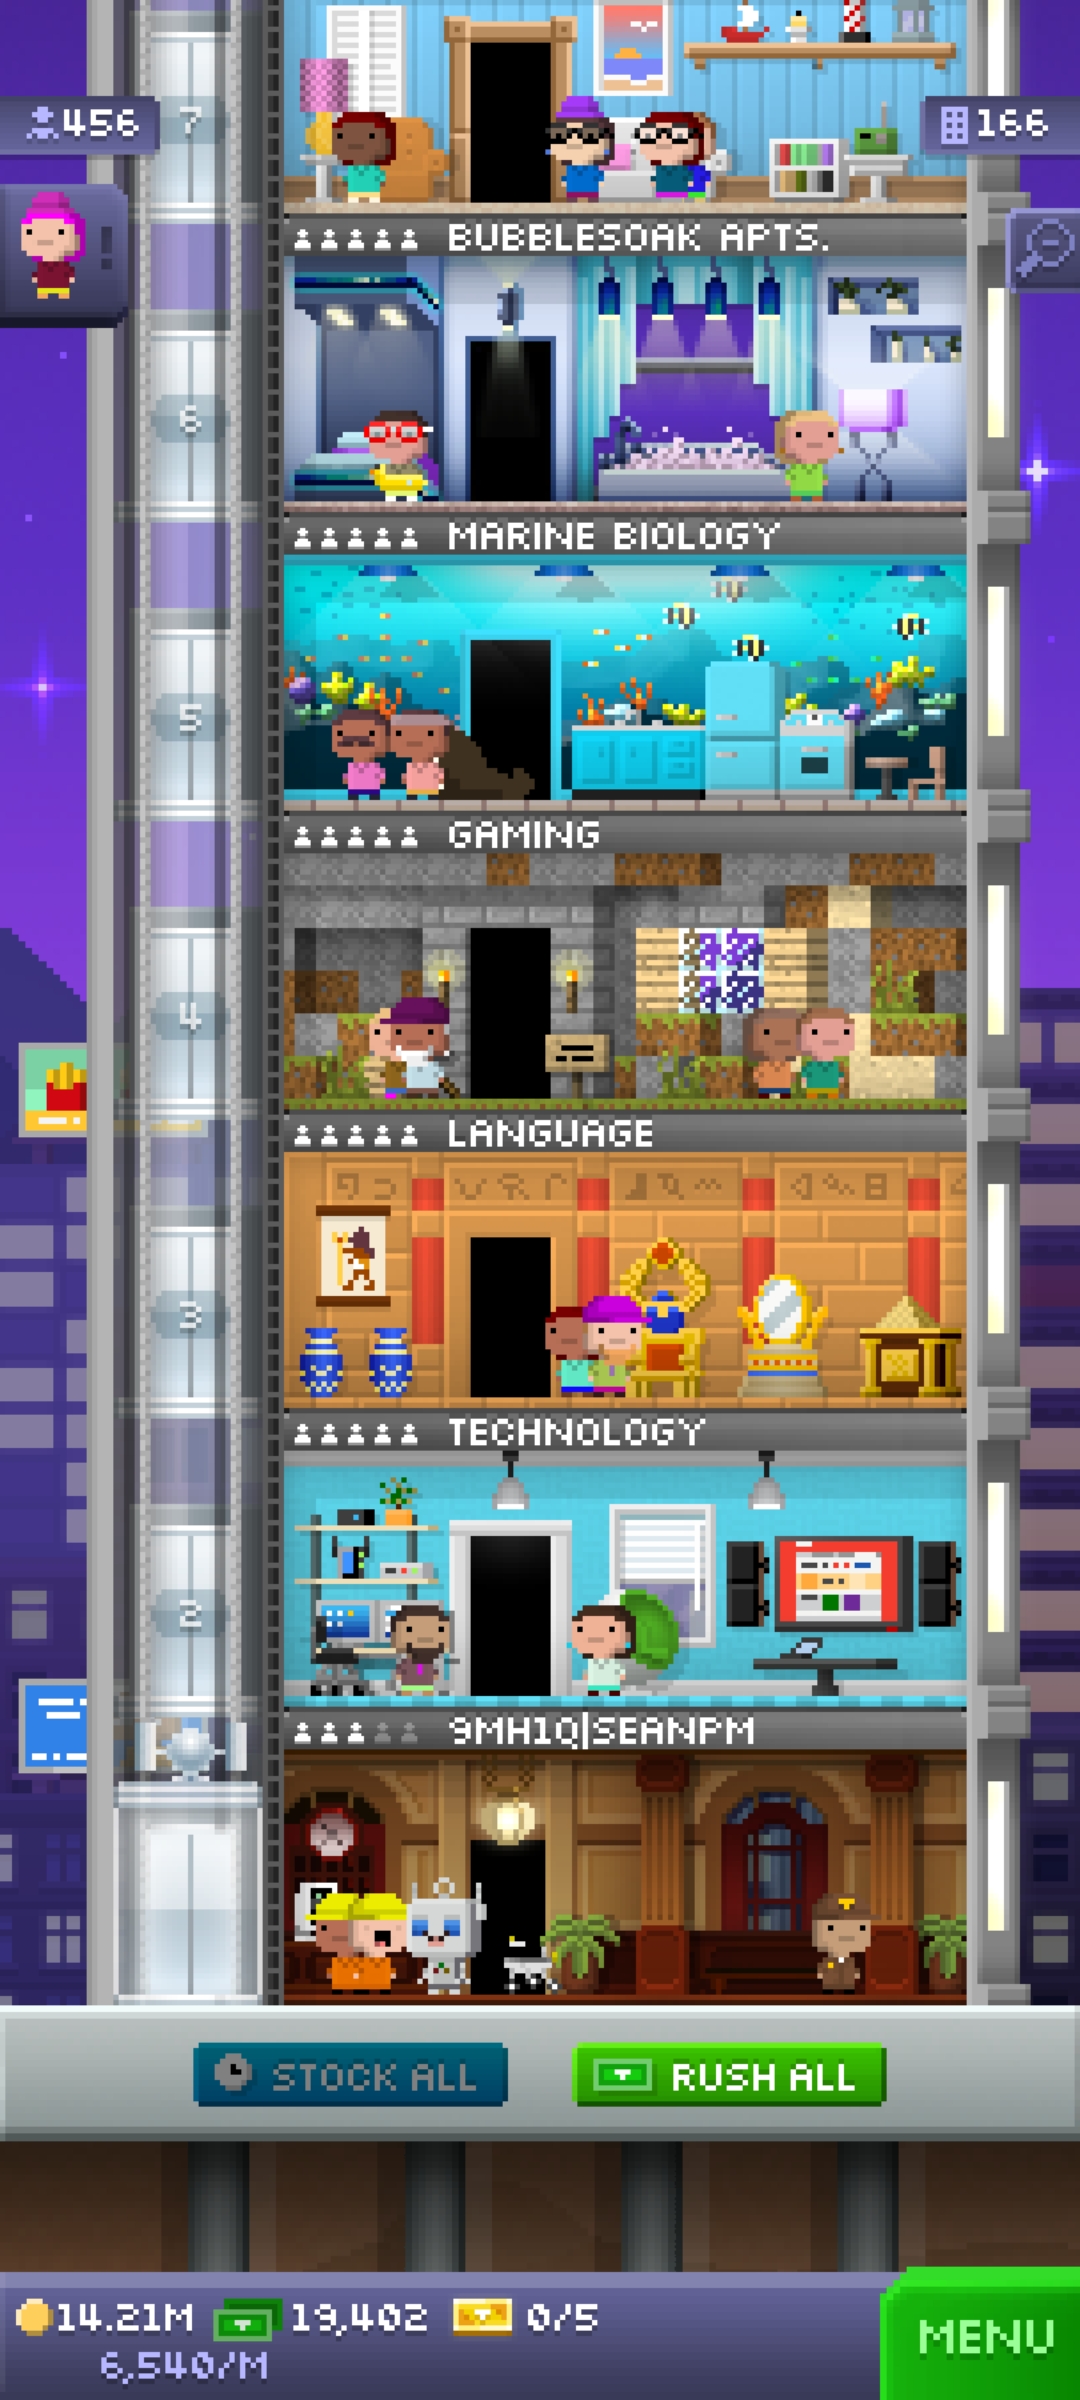 456
7
166
BUBBLESOAK APTS.
6
MARINE BIOLOGY
5
GAMING
4
LANGUAGE
3
TECHNOLOGY
2
9MH1Q|SEANPM
STOCK ALL
RUSH ALL
14.21M
19,402
0/5
6,540/M
MENU